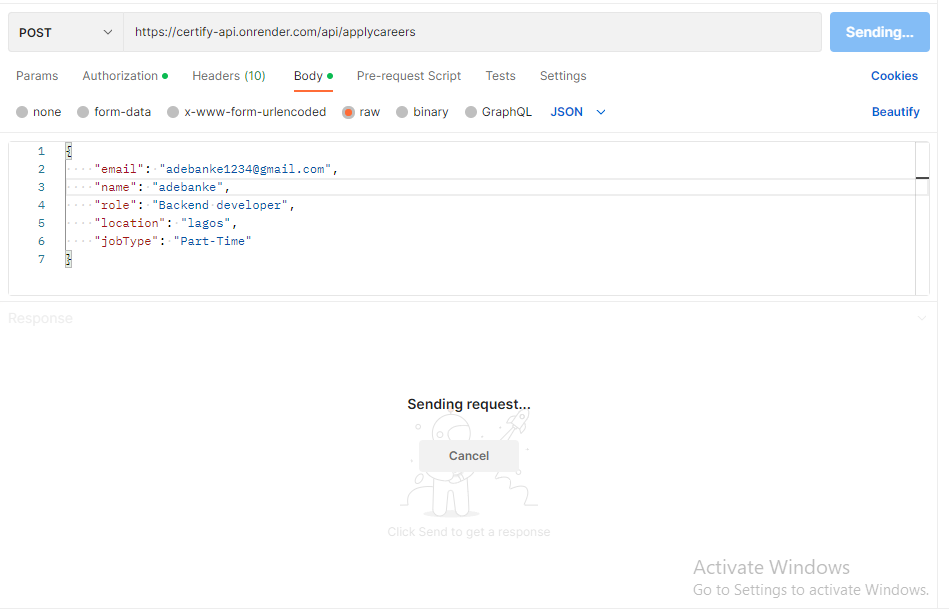 POST https://certify-api.onrender.com/api/applycareers Sending...
Params Authorization Headers (10) Body Pre-request Script Tests Settings Cookies
none form-data x-www-form-urlencoded raw binary GraphQL JSON Beautify
1 {
2 "email": "adebanke1234@gmail.com",
3 "name": "adebanke",
4 "role": "Backend developer",
5 "location": "lagos",
6 "jobType": "Part-Time"
7 }
Response
Sending request...
Cancel
Click Send to get a response
Activate Windows
Go to Settings to activate Windows.